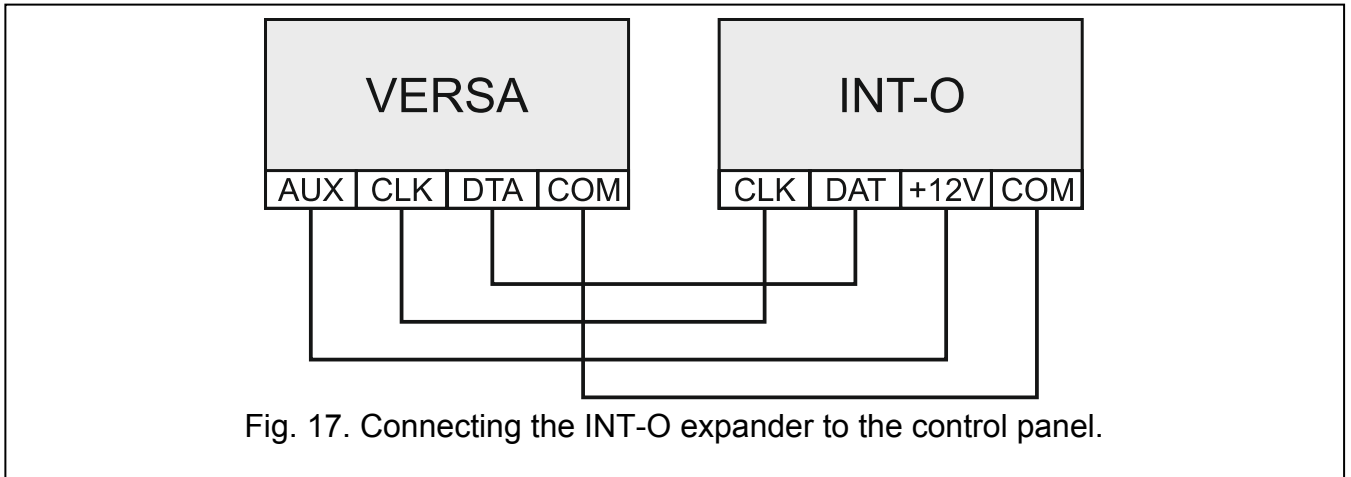 VERSA INT-O
AUX CLK DTA COM CLK DAT +12V COM
Fig. 17. Connecting the INT-O expander to the control panel.